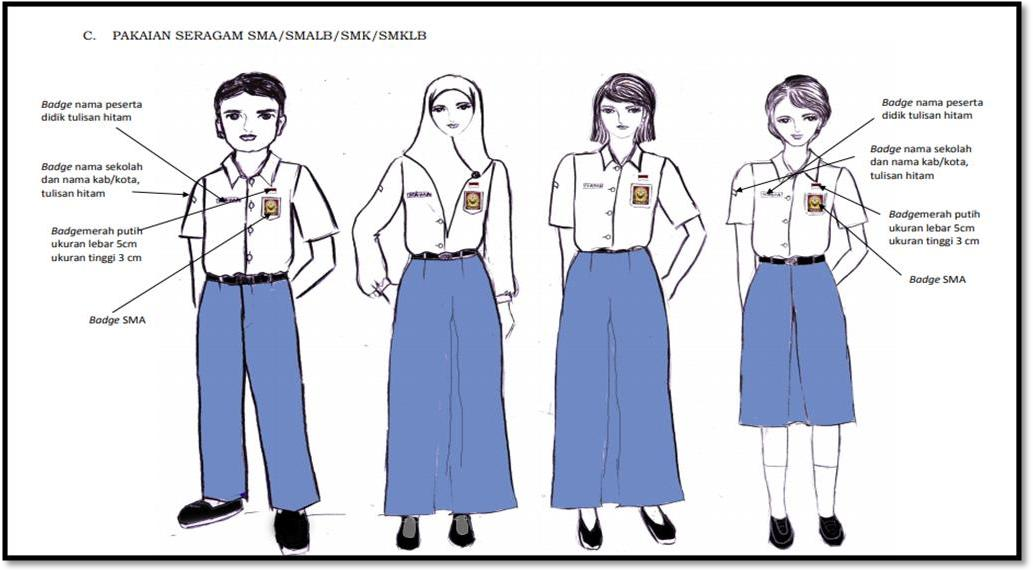 C. PAKAIAN SERAGAM SMA/SMALB/SMK/SMKLB
Badge nama peserta
didik tulisan hitam
Badge nama sekolah
dan nama kab/kota,
tulisan hitam
Badgemerah putih
ukuran lebar 5cm
ukuran tinggi 3 cm
Badge SMA
Badge nama peserta
didik tulisan hitam
Badge nama sekolah
dan nama kab/kota,
tulisan hitam
Badgemerah putih
ukuran lebar 5cm
ukuran tinggi 3 cm
Badge SMA